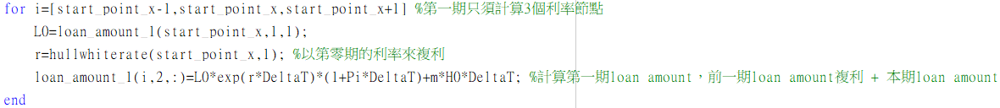 for i=[start_point_x-1,start_point_x,start_point_x+1] %第一期只須計算3個利率節點
L0=loan_amount_1(start_point_x,1,1);
r=hullwhiterate(start_point_x,1); %以第零期的利率來複利
loan_amount_1(i,2,:)=L0*exp(r*DeltaT)*(1+Pi*DeltaT)+m*H0*DeltaT; %計算第一期loan amount，前一期loan amount複利 + 本期loan amount
end